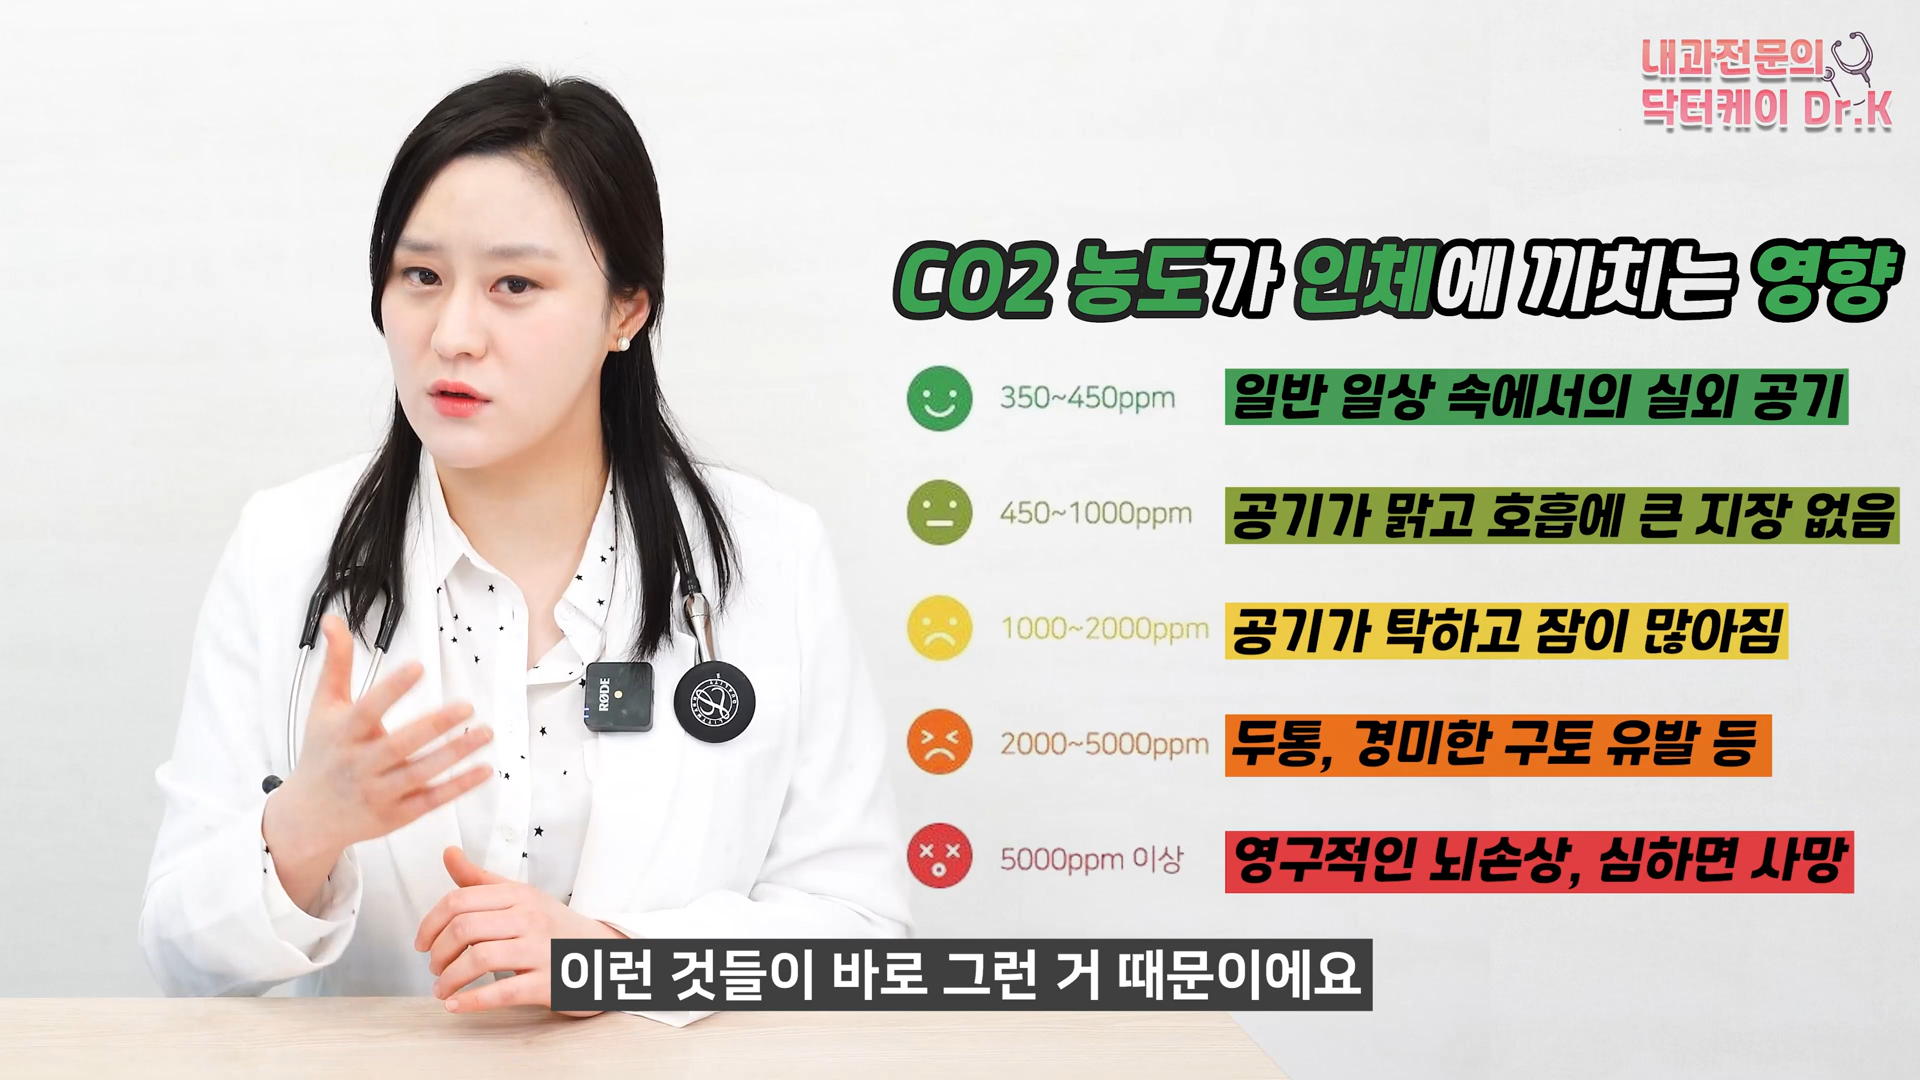 내과전문의
닥터케이 Dr.K
CO2 농도가 인체에 끼치는 영향
350~450ppm 일반 일상 속에서의 실외 공기
450~1000ppm 공기가 맑고 호흡에 큰 지장 없음
1000~2000ppm 공기가 탁하고 잠이 많아짐
2000~5000ppm 두통, 경미한 구토 유발 등
5000ppm 이상 영구적인 뇌손상, 심하면 사망
RØDE
이런 것들이 바로 그런 거 때문이에요